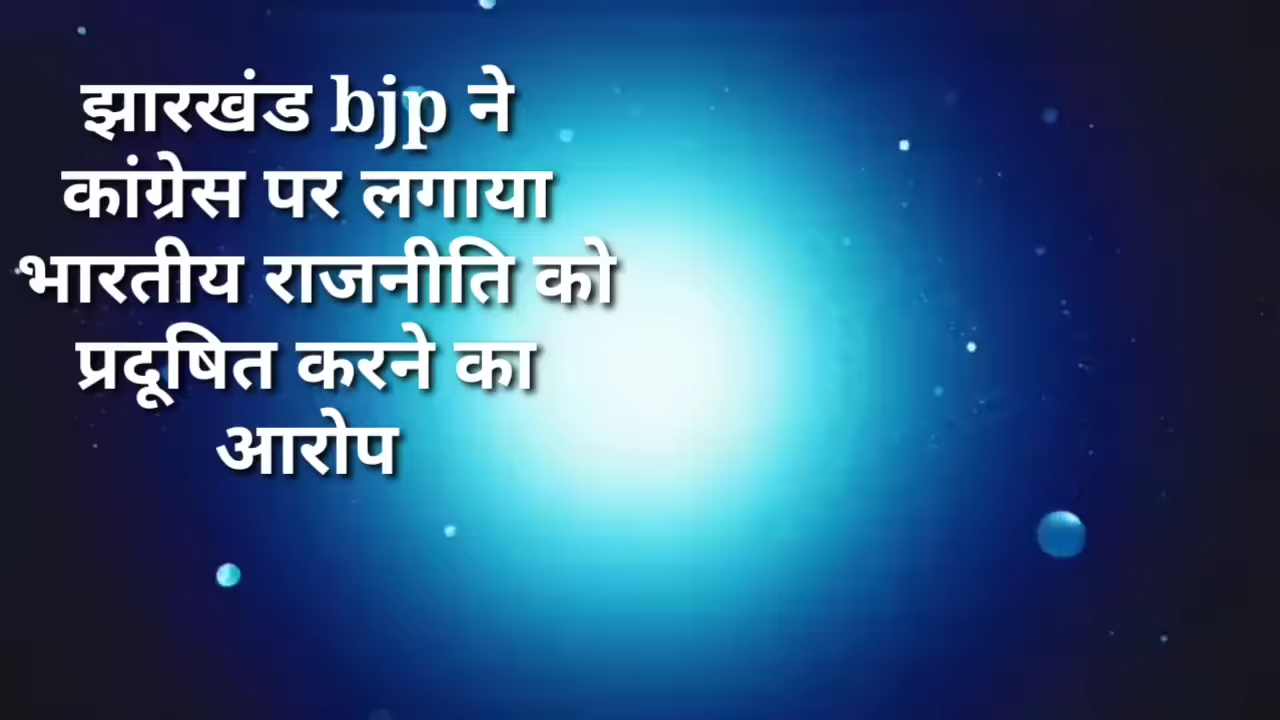 झारखंड bjp ने
कांग्रेस पर लगाया
भारतीय राजनीति को
प्रदूषित करने का
आरोप